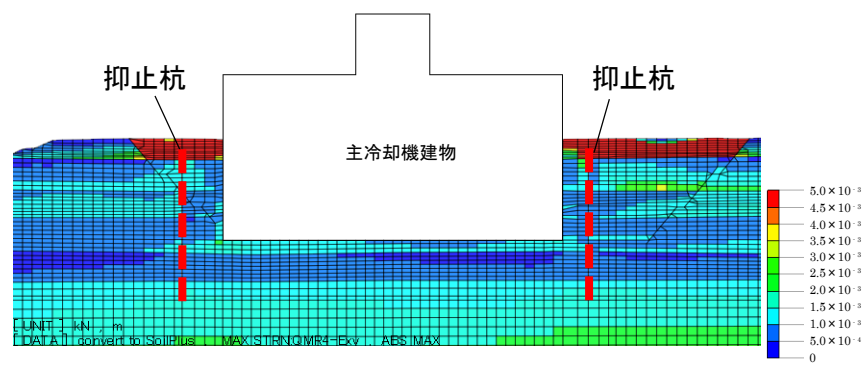 抑止杭
抑止杭
主冷却機建物
5.0×10⁻³
4.5×10⁻³
4.0×10⁻³
3.5×10⁻³
3.0×10⁻³
2.5×10⁻³
2.0×10⁻³
1.5×10⁻³
1.0×10⁻³
5.0×10⁻⁴
0
[ UNIT ] kN , m
[ DATA ] convert to SoilPlus , MAX STRN:QMR4-Exv , ABS MAX